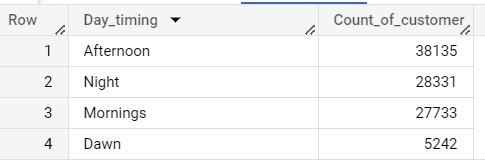 Row Day_timing Count_of_customer
1 Afternoon 38135
2 Night 28331
3 Mornings 27733
4 Dawn 5242